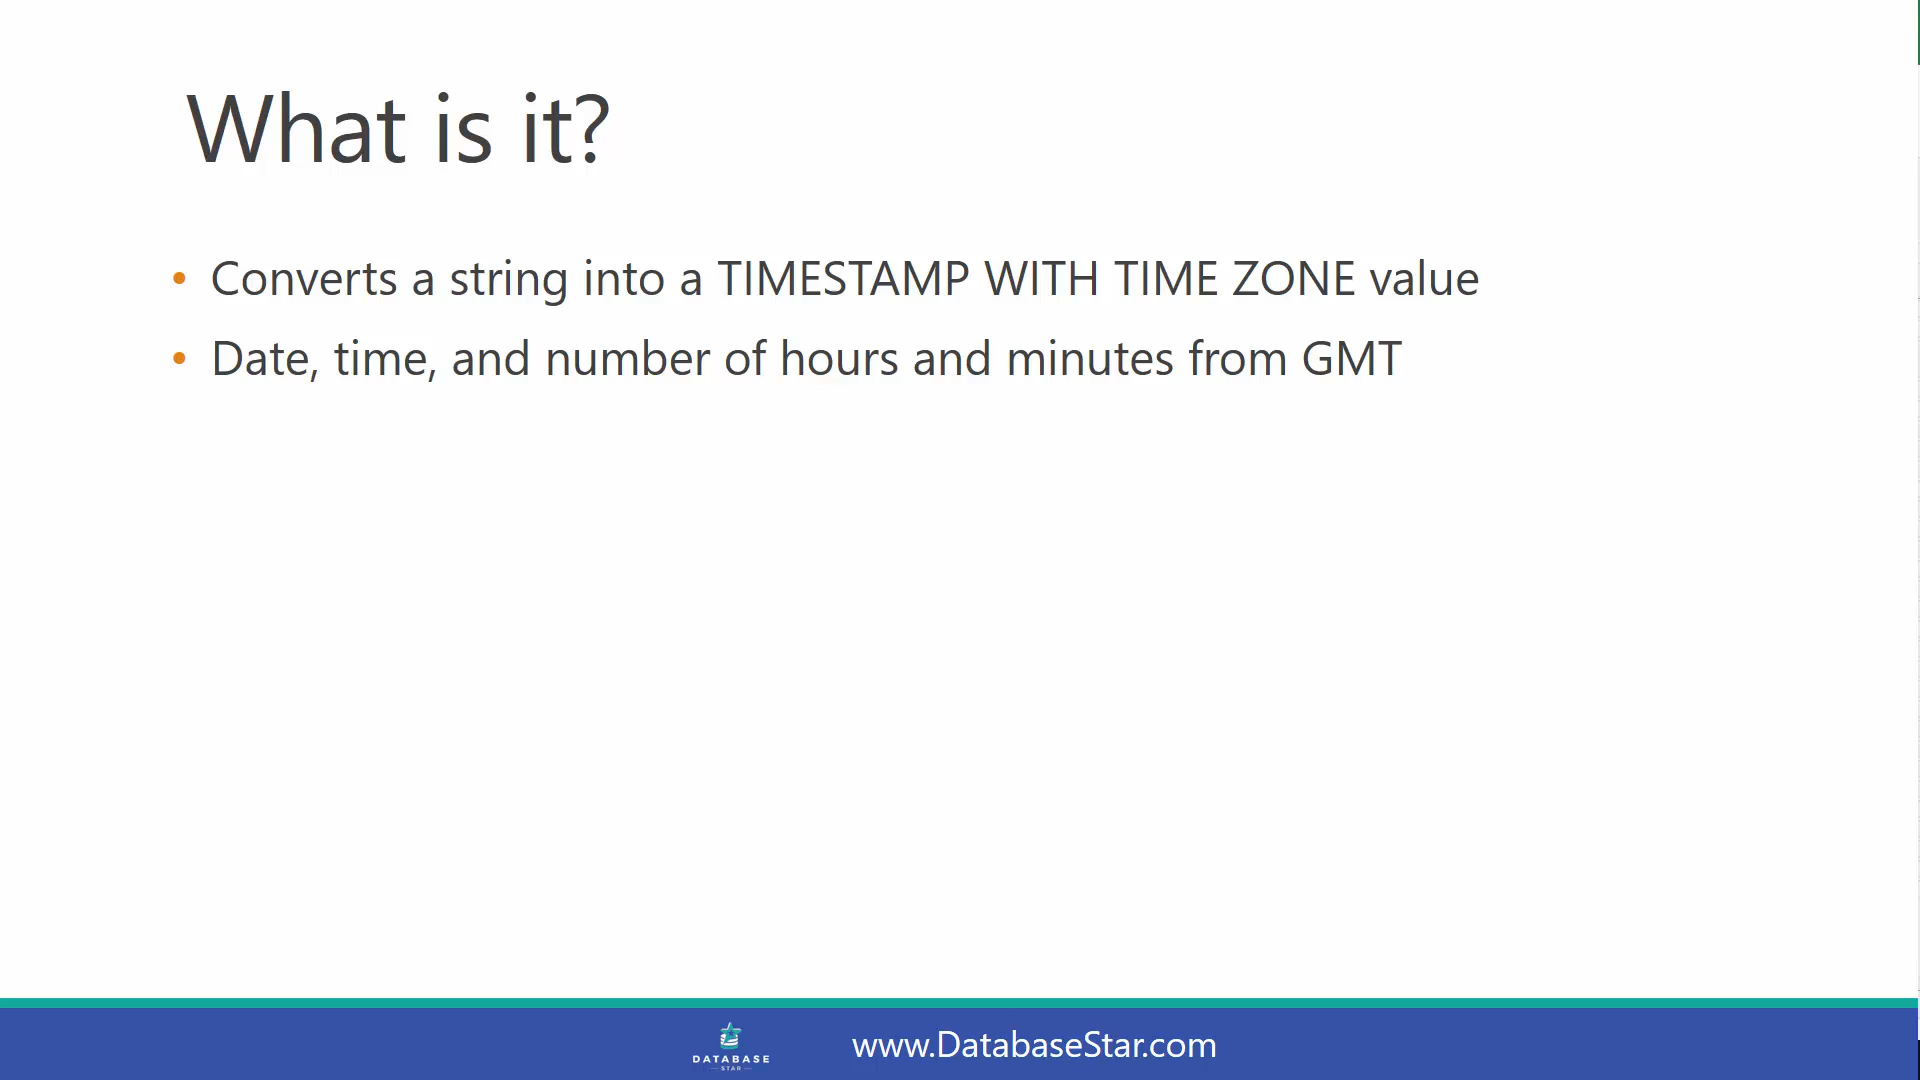 What is it?
• Converts a string into a TIMESTAMP WITH TIME ZONE value
• Date, time, and number of hours and minutes from GMT
DATABASE
STAR
www.DatabaseStar.com